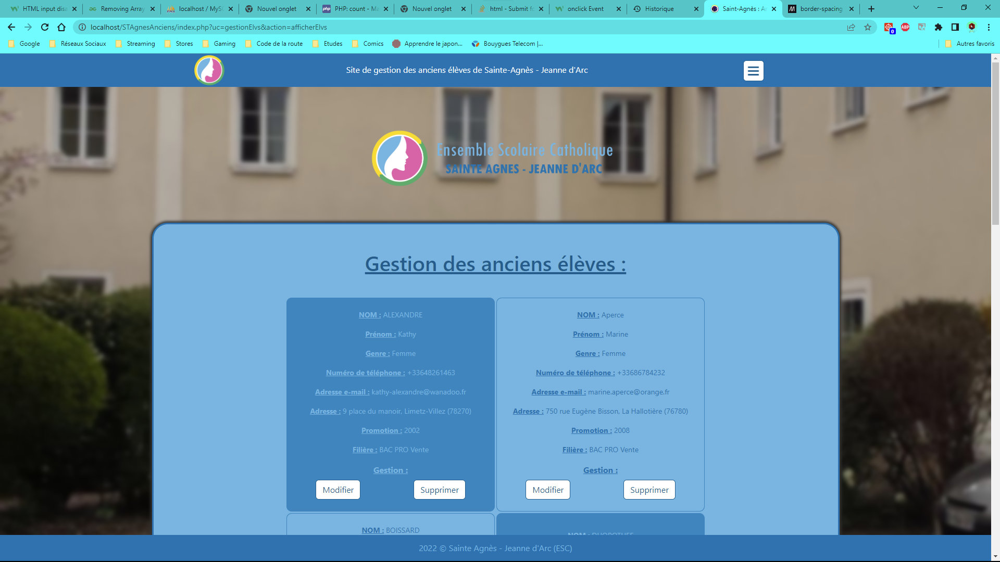 HTML input disa
Removing Array
localhost / MyS
Nouvel onglet
PHP: count - Ma
Nouvel onglet
html - Submit fo
onclick Event
Historique
Saint-Agnès : A
border-spacing
localhost/STAgnesAnciens/index.php?uc=gestionElvs&action=afficherElvs
0
ABP
Google
Réseaux Sociaux
Streaming
Stores
Gaming
Code de la route
Etudes
Comics
Apprendre le japon...
Bouygues Telecom |...
Autres favoris
Site de gestion des anciens élèves de Sainte-Agnès - Jeanne d'Arc
Ensemble Scolaire Catholique
SAINTE AGNES - JEANNE D'ARC
Gestion des anciens élèves :
NOM : ALEXANDRE
Prénom : Kathy
Genre : Femme
Numéro de téléphone : +33648261463
Adresse e-mail : kathy-alexandre@wanadoo.fr
Adresse : 9 place du manoir, Limetz-Villez (78270)
Promotion : 2002
Filière : BAC PRO Vente
Gestion :
Modifier
Supprimer
NOM : Aperce
Prénom : Marine
Genre : Femme
Numéro de téléphone : +33686784232
Adresse e-mail : marine.aperce@orange.fr
Adresse : 750 rue Eugène Bisson, La Hallotière (76780)
Promotion : 2008
Filière : BAC PRO Vente
Gestion :
Modifier
Supprimer
NOM : BOISSARD
NOM :
2022 © Sainte Agnès - Jeanne d'Arc (ESC)